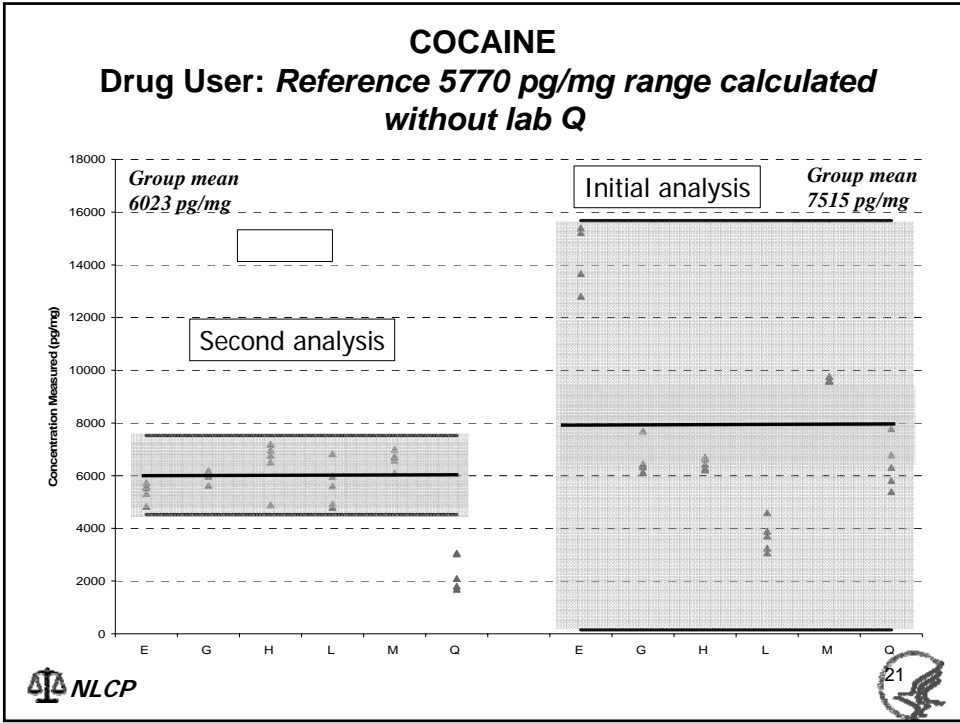 COCAINE
Drug User: Reference 5770 pg/mg range calculated
without lab Q
18000
16000
14000
12000
10000
8000
6000
4000
2000
0
Concentration Measured (pg/mg)
Group mean
6023 pg/mg
Second analysis
Initial analysis
Group mean
7515 pg/mg
E G H L M Q E G H L M Q
NLCP
21